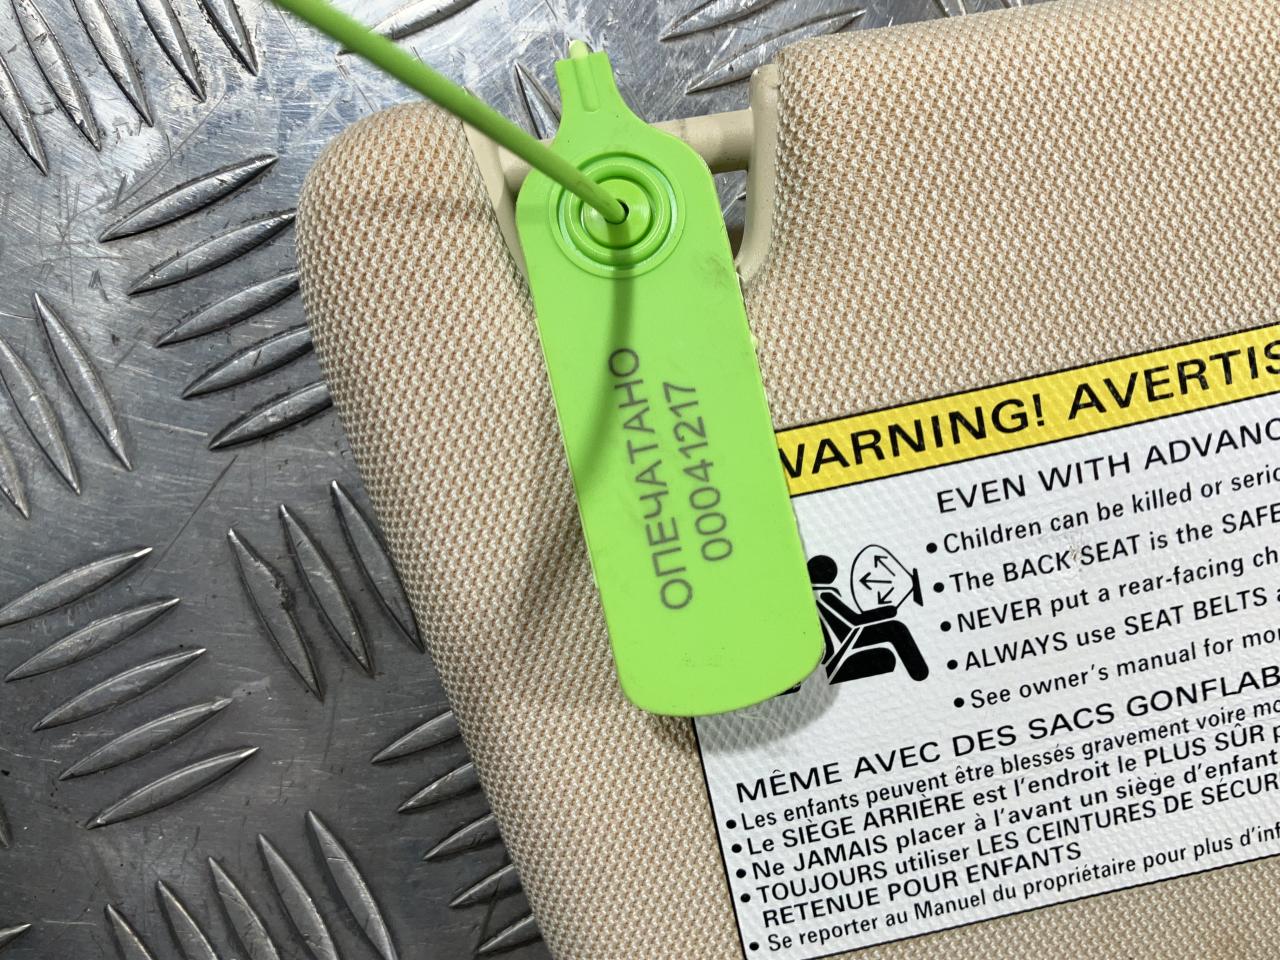 ОПЕЧАТАНО
00041217
WARNING! AVERTIS
EVEN WITH ADVANC
• Children can be killed or serio
• The BACK SEAT is the SAFE
• NEVER put a rear-facing ch
• ALWAYS use SEAT BELTS a
• See owner's manual for mor
MÊME AVEC DES SACS GONFLAB
• Les enfants peuvent être blessés gravement voire mo
• Le SIÈGE ARRIÈRE est l'endroit le PLUS SÛR p
• Ne JAMAIS placer à l'avant un siège d'enfant
• TOUJOURS utiliser LES CEINTURES DE SÉCUR
RETENUE POUR ENFANTS
• Se reporter au Manuel du propriétaire pour plus d'inf